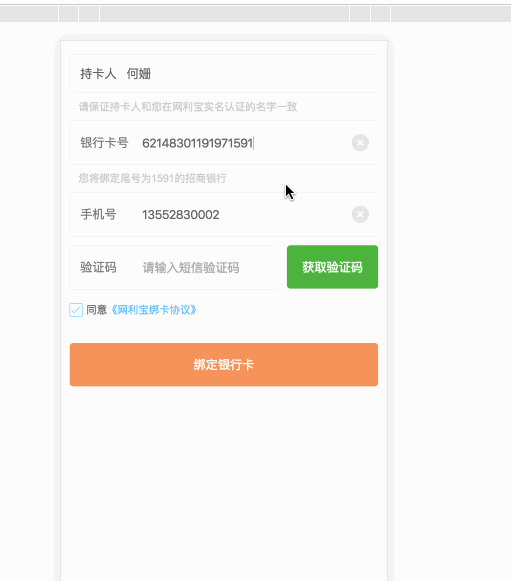 持卡人 何姗
请保证持卡人和您在网利宝实名认证的名字一致
银行卡号 62148301191971591
您将绑定尾号为1591的招商银行
手机号 13552830002
验证码 请输入短信验证码 获取验证码
同意《网利宝绑卡协议》
绑定银行卡